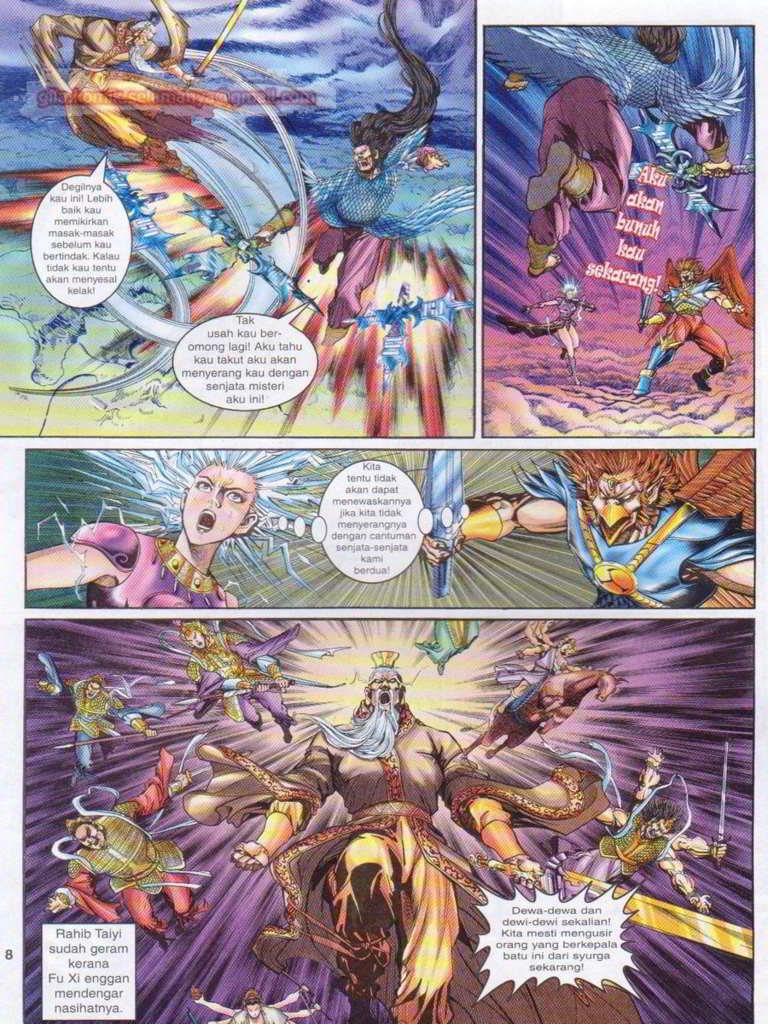 Degilnya
kau ini! Lebih
baik kau
memikirkan
masak-masak
sebelum kau
bertindak. Kalau
tidak kau tentu
akan menyesal
kelak!
Tak
usah kau ber-
omong lagi! Aku tahu
kau takut aku akan
menyerang kau dengan
senjata misteri
aku ini!
Aku
akan
bunuh
kau
sekarang!
Kita
tentu tidak
akan dapat
menewaskannya
jika kita tidak
menyerangnya
dengan cantuman
senjata-senjata
kami
berdua!
Dewa-dewa dan
dewi-dewi sekalian!
Kita mesti mengusir
orang yang berkepala
batu ini dari syurga
sekarang!
Rahib Taiyi
sudah geram
kerana
Fu Xi enggan
mendengar
nasihatnya.
8